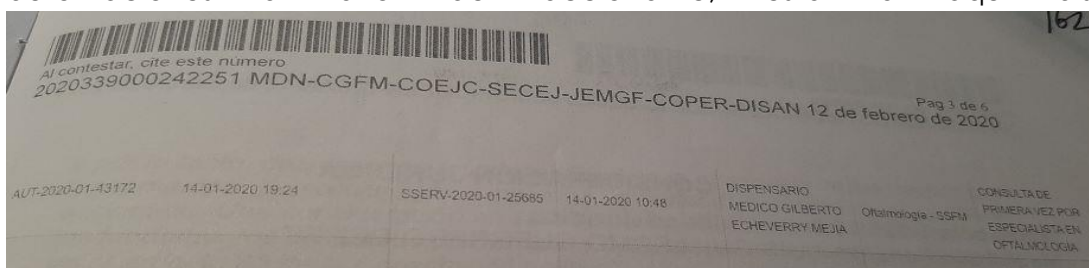 162
Al contestar, cite este número
Pag 3 de 6
2020339000242251 MDN-CGFM-COEJC-SECEJ-JEMGF-COPER-DISAN 12 de febrero de 2020
AUT-2020-01-43172 14-01-2020 19:24 SSERV-2020-01-25685 14-01-2020 10:48
DISPENSARIO
MEDICO GILBERTO
ECHEVERRY MEJIA
Oftalmologia - SSFM
CONSULTA DE
PRIMERA VEZ POR
ESPECIALISTA EN
OFTALMOLOGIA